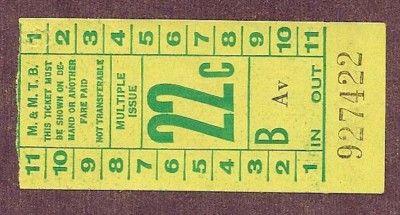 1 2 3 4 5 6 7 8 9 10 11
M. & M. T. B.
THIS TICKET MUST
BE SHOWN ON DE-
MAND OR ANOTHER
FARE PAID
NOT TRANSFERABLE
MULTIPLE
ISSUE
22c
B Av
IN OUT
927422
11 10 9 8 7 6 5 4 3 2 1